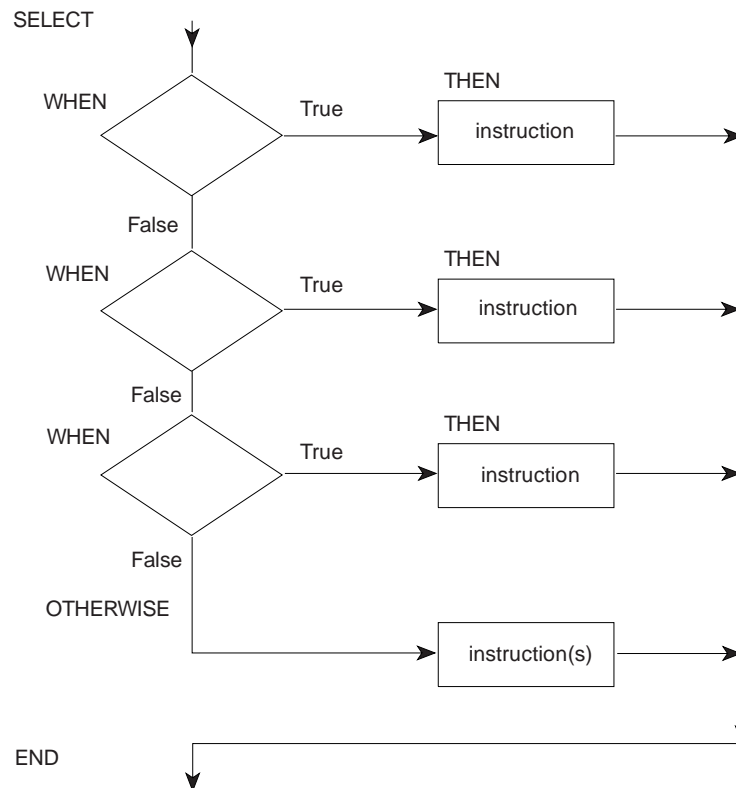 SELECT
WHEN
True
THEN
instruction
False
WHEN
True
THEN
instruction
False
WHEN
True
THEN
instruction
False
OTHERWISE
instruction(s)
END